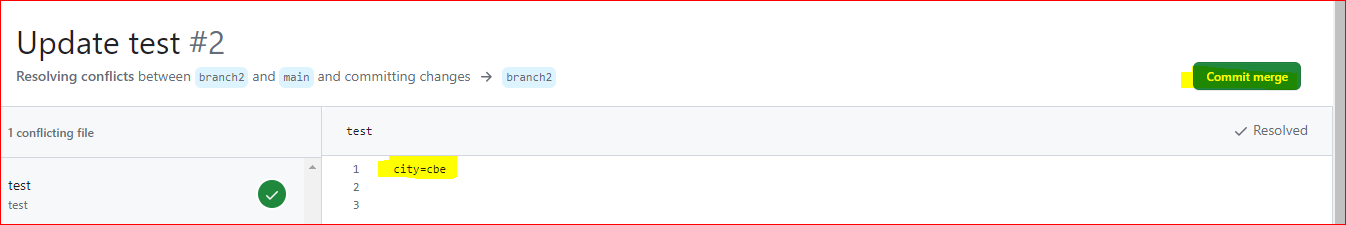 Update test #2
Resolving conflicts between branch2 and main and committing changes → branch2
Commit merge
1 conflicting file
test
Resolved
1 city=cbe
2
3
test
test